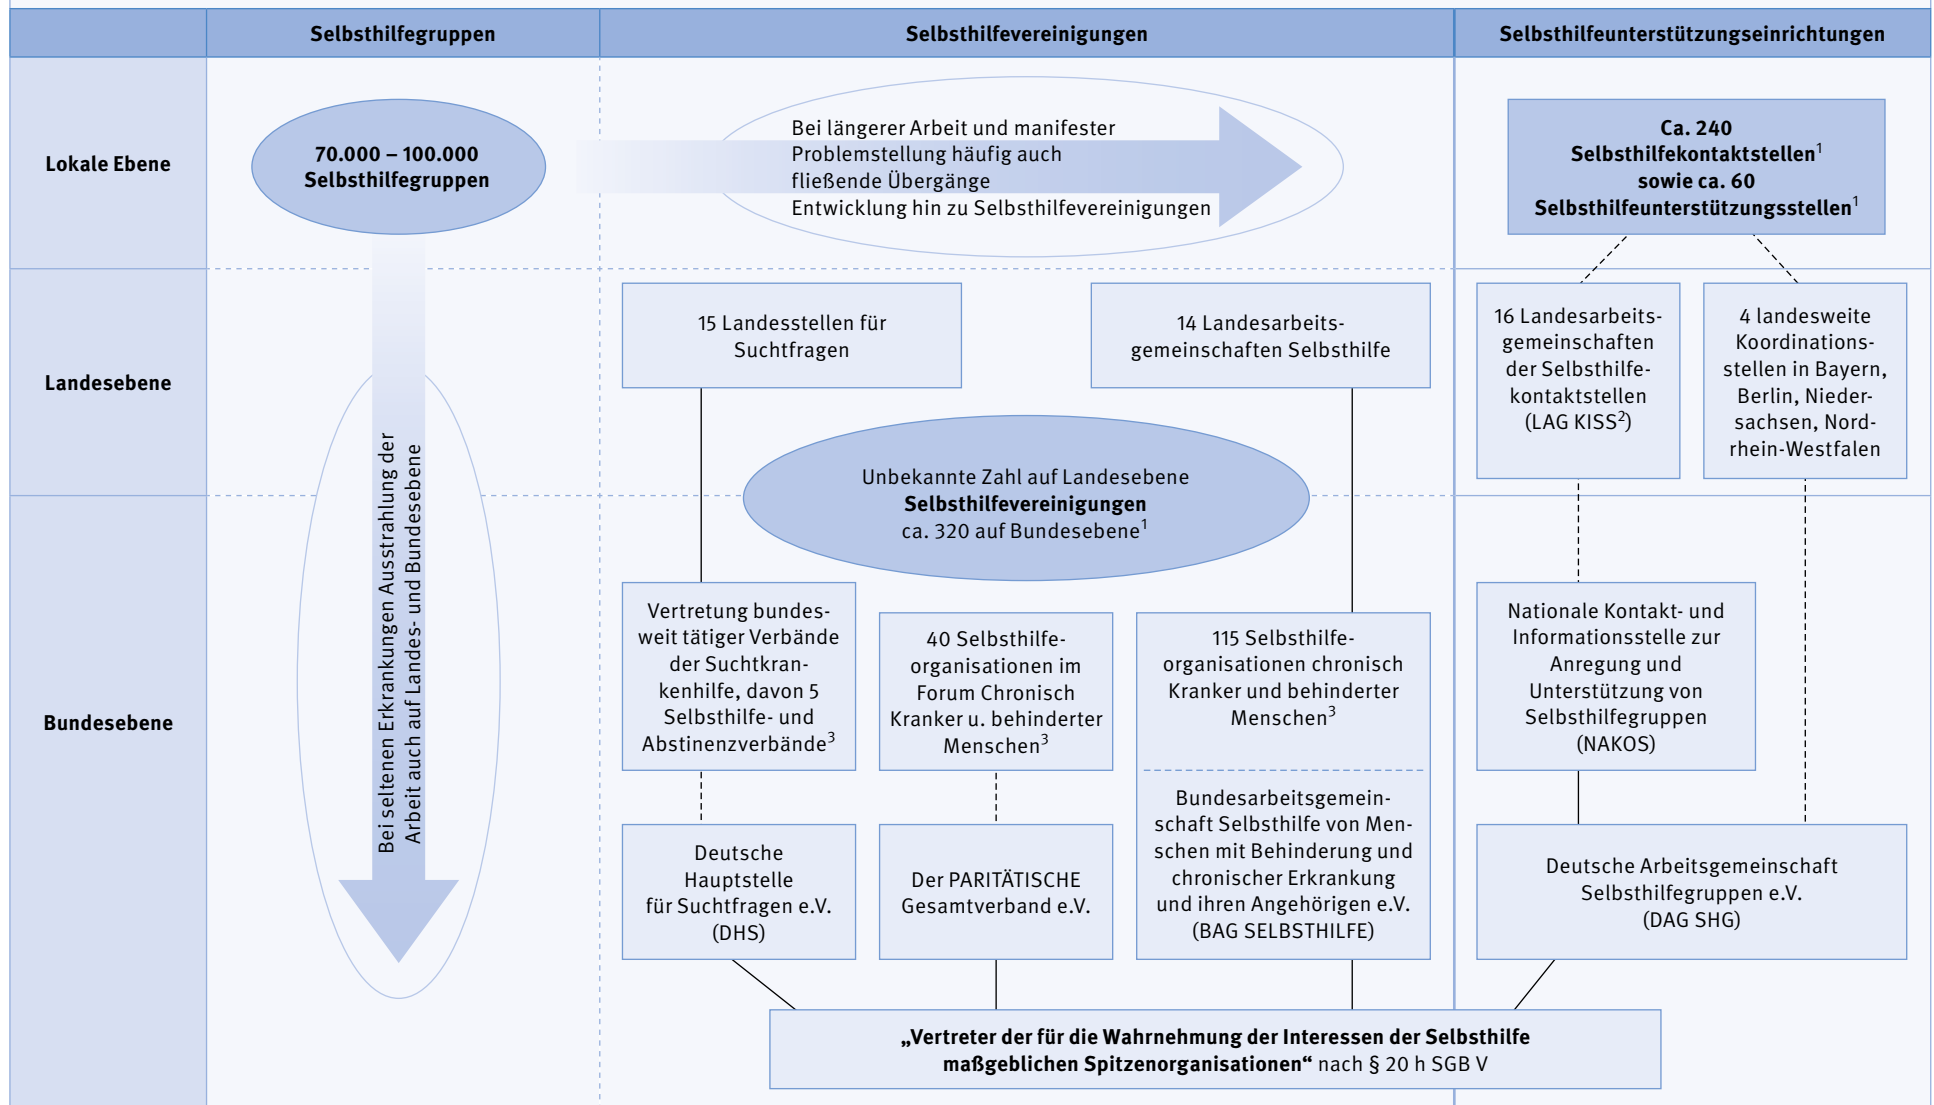 Selbsthilfegruppen
Selbsthilfevereinigungen
Selbsthilfeunterstützungseinrichtungen
Lokale Ebene
70.000 – 100.000
Selbsthilfegruppen
Bei längerer Arbeit und manifester
Problemstellung häufig auch
fließende Übergänge
Entwicklung hin zu Selbsthilfevereinigungen
Ca. 240
Selbsthilfekontaktstellen¹
sowie ca. 60
Selbsthilfeunterstützungsstellen¹
Landesebene
15 Landesstellen für
Suchtfragen
14 Landesarbeits-
gemeinschaften Selbsthilfe
16 Landesarbeits-
gemeinschaften
der Selbsthilfe-
kontaktstellen
(LAG KISS²)
4 landesweite
Koordinations-
stellen in Bayern,
Berlin, Nieder-
sachsen, Nord-
rhein-Westfalen
Bei seltenen Erkrankungen Ausstrahlung der
Arbeit auch auf Landes- und Bundesebene
Unbekannte Zahl auf Landesebene
Selbsthilfevereinigungen
ca. 320 auf Bundesebene¹
Bundesebene
Vertretung bundes-
weit tätiger Verbände
der Suchtkran-
kenhilfe, davon 5
Selbsthilfe- und
Abstinenzverbände³
40 Selbsthilfe-
organisationen im
Forum Chronisch
Kranker u. behinderter
Menschen³
115 Selbsthilfe-
organisationen chronisch
Kranker und behinderter
Menschen³
Nationale Kontakt- und
Informationsstelle zur
Anregung und
Unterstützung von
Selbsthilfegruppen
(NAKOS)
Deutsche
Hauptstelle
für Suchtfragen e.V.
(DHS)
Der PARITÄTISCHE
Gesamtverband e.V.
Bundesarbeitsgemein-
schaft Selbsthilfe von Men-
schen mit Behinderung und
chronischer Erkrankung
und ihren Angehörigen e.V.
(BAG SELBSTHILFE)
Deutsche Arbeitsgemeinschaft
Selbsthilfegruppen e.V.
(DAG SHG)
„Vertreter der für die Wahrnehmung der Interessen der Selbsthilfe
maßgeblichen Spitzenorganisationen“ nach § 20 h SGB V